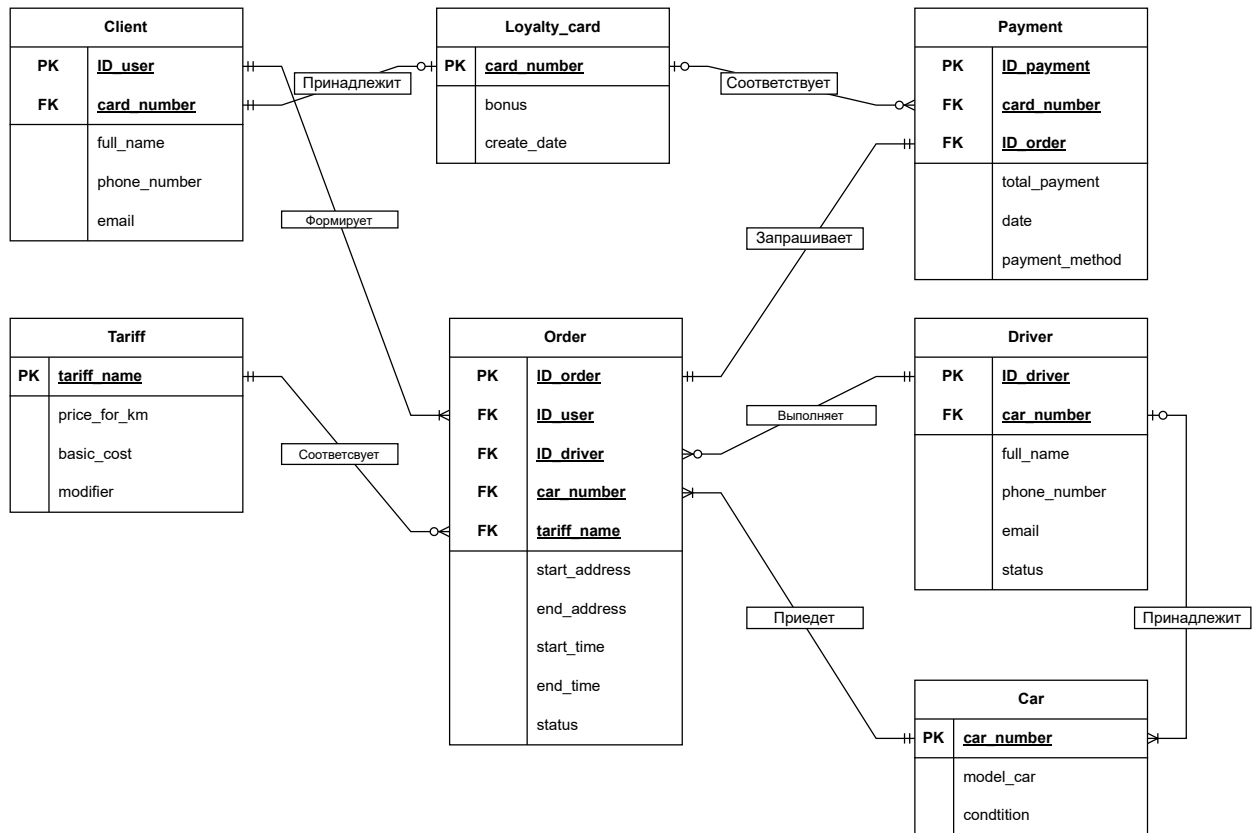 Client
PK ID_user
FK card_number
full_name
phone_number
email
Loyalty_card
PK card_number
bonus
create_date
Payment
PK ID_payment
FK card_number
FK ID_order
total_payment
date
payment_method
Принадлежит
Соответствует
Формирует
Запрашивает
Tariff
PK tariff_name
price_for_km
basic_cost
modifier
Соответсвует
Order
PK ID_order
FK ID_user
FK ID_driver
FK car_number
FK tariff_name
start_address
end_address
start_time
end_time
status
Выполняет
Driver
PK ID_driver
FK car_number
full_name
phone_number
email
status
Приедет
Принадлежит
Car
PK car_number
model_car
condtition